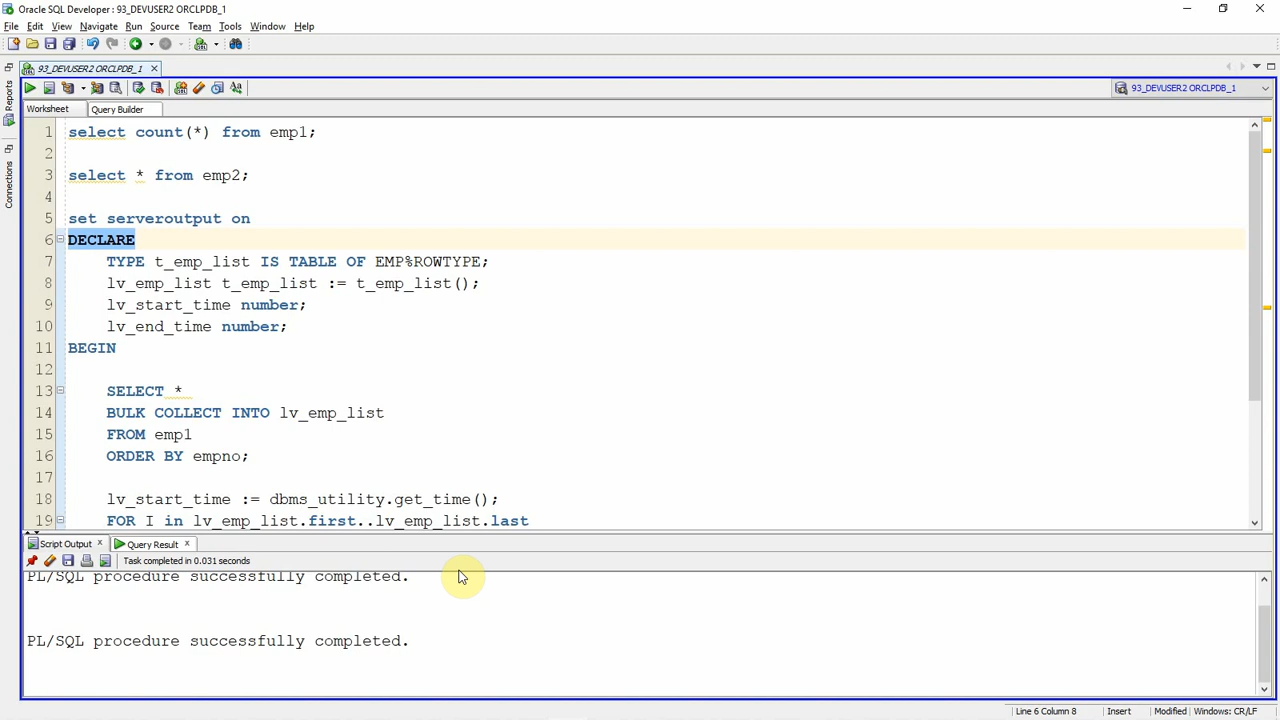 Oracle SQL Developer : 93_DEVUSER2 ORCLPDB_1
File Edit View Navigate Run Source Team Tools Window Help
93_DEVUSER2 ORCLPDB_1
93_DEVUSER2 ORCLPDB_1
Reports
Connections
Worksheet Query Builder
1 select count(*) from emp1;
2
3 select * from emp2;
4
5 set serveroutput on
6 DECLARE
7 TYPE t_emp_list IS TABLE OF EMP%ROWTYPE;
8 lv_emp_list t_emp_list := t_emp_list();
9 lv_start_time number;
10 lv_end_time number;
11 BEGIN
12
13 SELECT *
14 BULK COLLECT INTO lv_emp_list
15 FROM emp1
16 ORDER BY empno;
17
18 lv_start_time := dbms_utility.get_time();
19 FOR I in lv_emp_list.first..lv_emp_list.last
Script Output Query Result
Task completed in 0.031 seconds
PL/SQL procedure successfully completed.
PL/SQL procedure successfully completed.
Line 6 Column 8 Insert Modified Windows: CR/LF